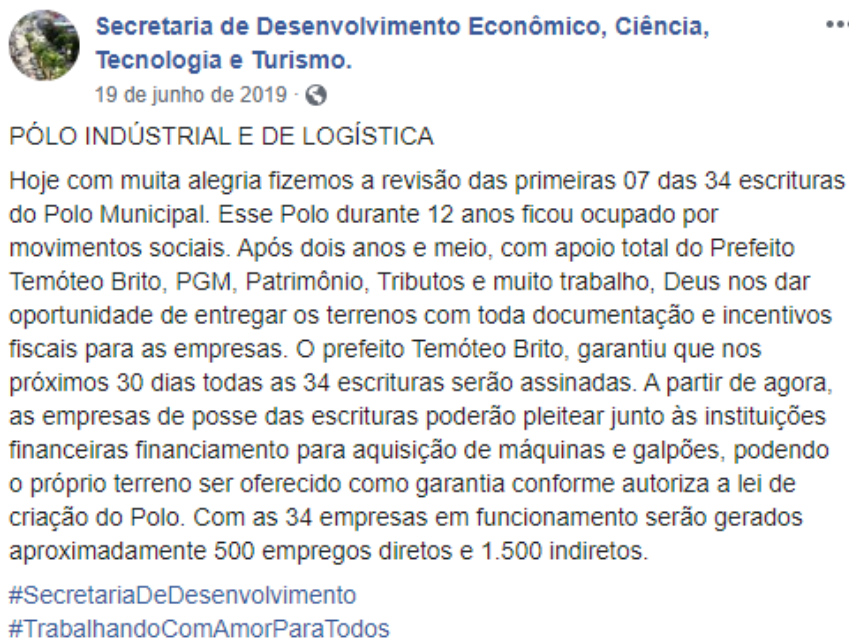 Secretaria de Desenvolvimento Econômico, Ciência,
Tecnologia e Turismo.
19 de junho de 2019 ·
PÓLO INDÚSTRIAL E DE LOGÍSTICA
Hoje com muita alegria fizemos a revisão das primeiras 07 das 34 escrituras
do Polo Municipal. Esse Polo durante 12 anos ficou ocupado por
movimentos sociais. Após dois anos e meio, com apoio total do Prefeito
Temóteo Brito, PGM, Patrimônio, Tributos e muito trabalho, Deus nos dar
oportunidade de entregar os terrenos com toda documentação e incentivos
fiscais para as empresas. O prefeito Temóteo Brito, garantiu que nos
próximos 30 dias todas as 34 escrituras serão assinadas. A partir de agora,
as empresas de posse das escrituras poderão pleitear junto às instituições
financeiras financiamento para aquisição de máquinas e galpões, podendo
o próprio terreno ser oferecido como garantia conforme autoriza a lei de
criação do Polo. Com as 34 empresas em funcionamento serão gerados
aproximadamente 500 empregos diretos e 1.500 indiretos.
#SecretariaDeDesenvolvimento
#TrabalhandoComAmorParaTodos